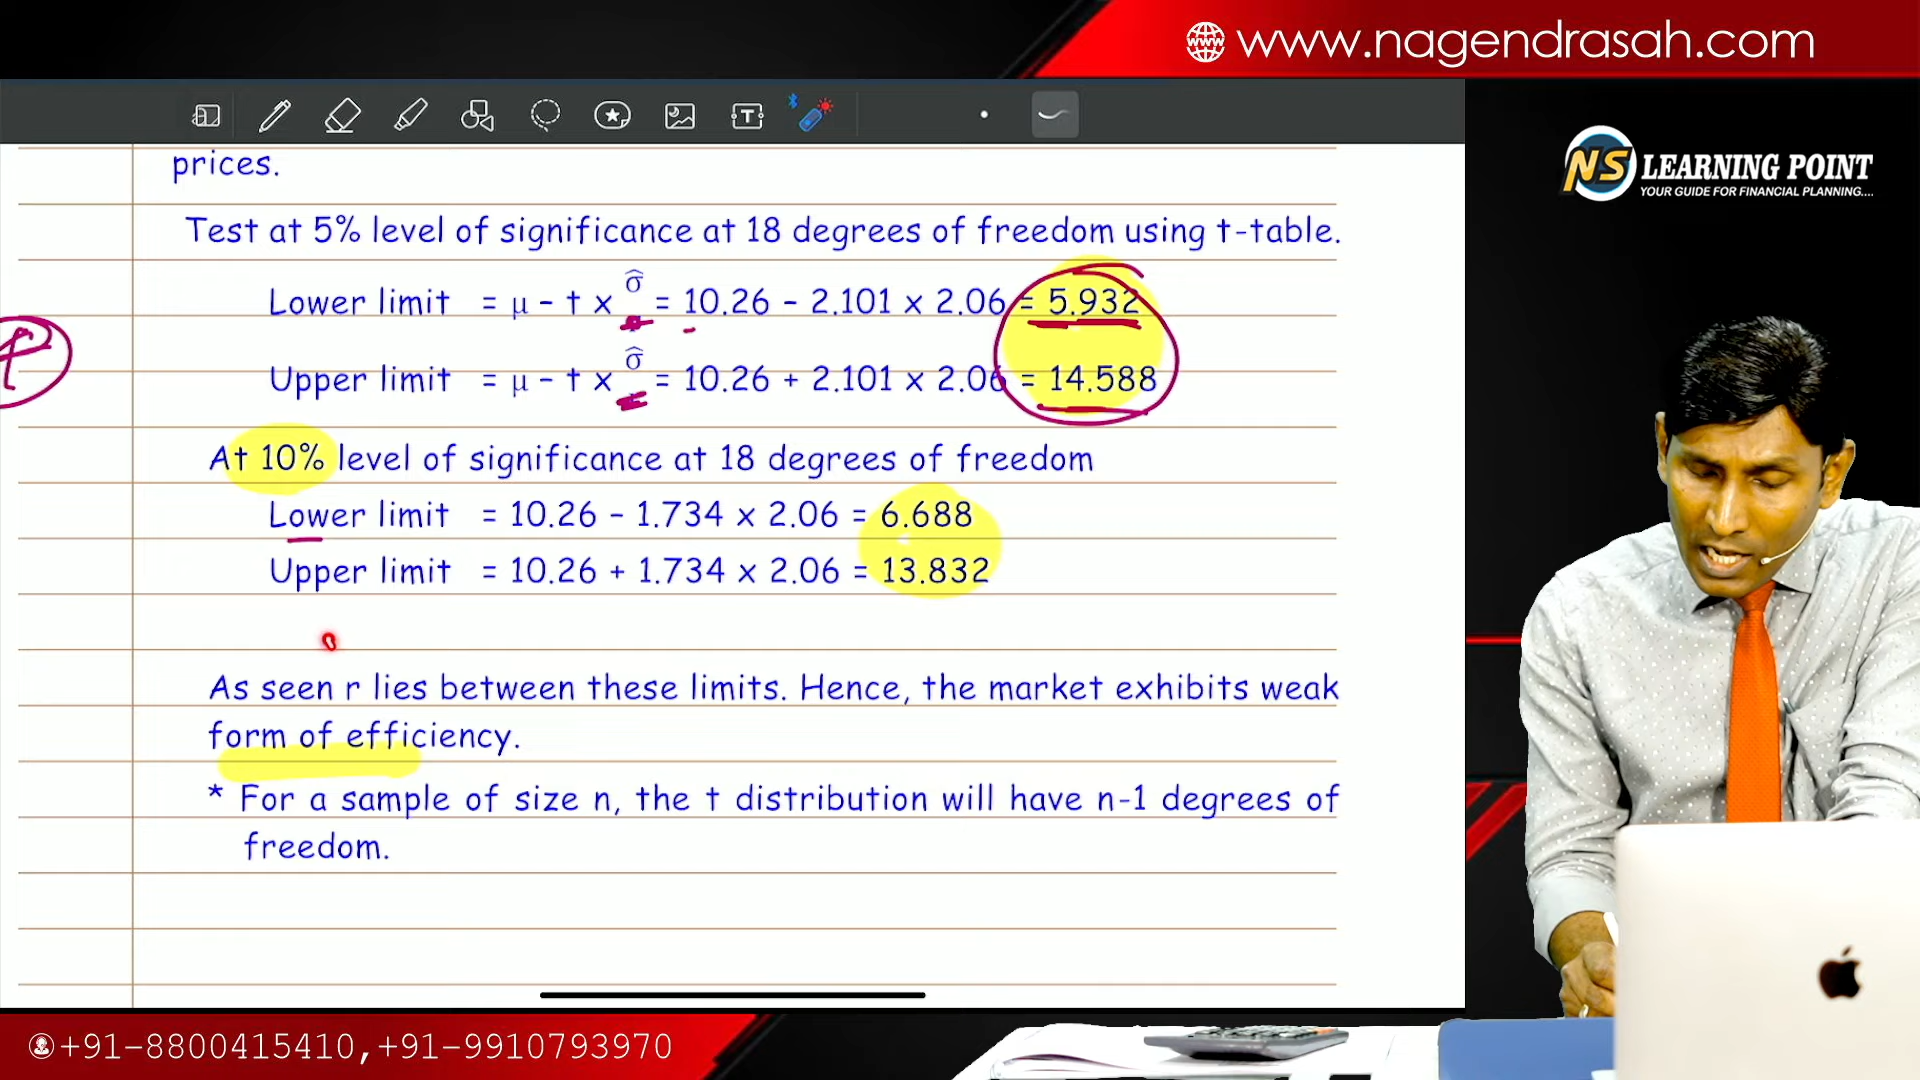 www.nagendrasah.com
NS LEARNING POINT
YOUR GUIDE FOR FINANCIAL PLANNING....
prices.
Test at 5% level of significance at 18 degrees of freedom using t-table.
Lower limit = μ – t x σ̂ = 10.26 – 2.101 x 2.06 = 5.932
Upper limit = μ – t x σ̂ = 10.26 + 2.101 x 2.06 = 14.588
At 10% level of significance at 18 degrees of freedom
Lower limit = 10.26 – 1.734 x 2.06 = 6.688
Upper limit = 10.26 + 1.734 x 2.06 = 13.832
As seen r lies between these limits. Hence, the market exhibits weak
form of efficiency.
* For a sample of size n, the t distribution will have n-1 degrees of
freedom.
+91-8800415410,+91-9910793970